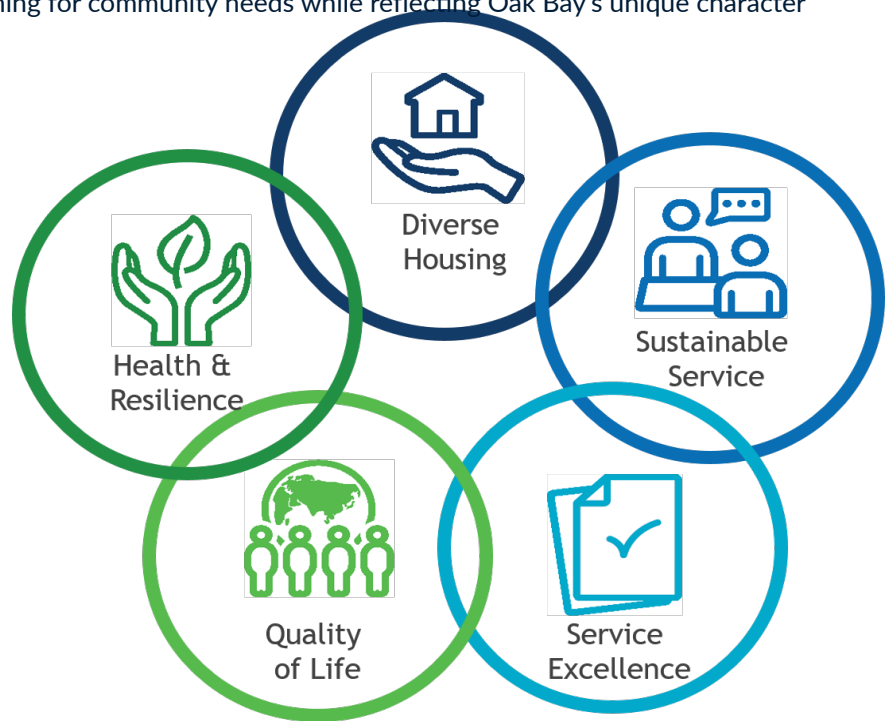 for community needs while reflecting Oak Bay's unique character
Diverse
Housing
Health &
Resilience
Sustainable
Service
Quality
of Life
Service
Excellence